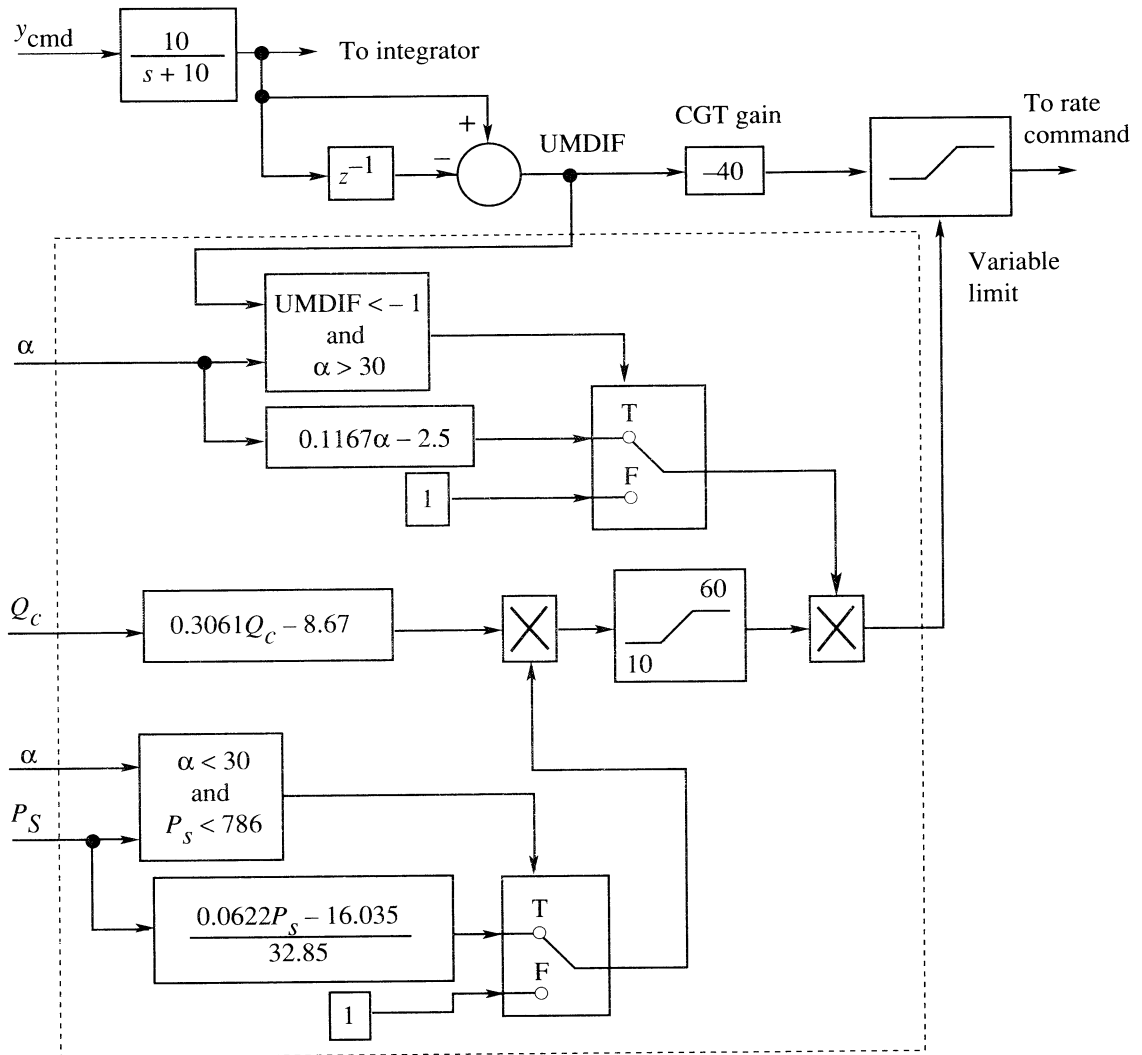 y_cmd
10
s + 10
To integrator
+
−
z⁻¹
UMDIF
CGT gain
–40
To rate
command
Variable
limit
α
UMDIF < – 1
and
α > 30
0.1167α – 2.5
1
T
F
Q_c
0.3061Q_c – 8.67
60
10
α
P_S
α < 30
and
P_s < 786
0.0622P_s – 16.035
32.85
1
T
F